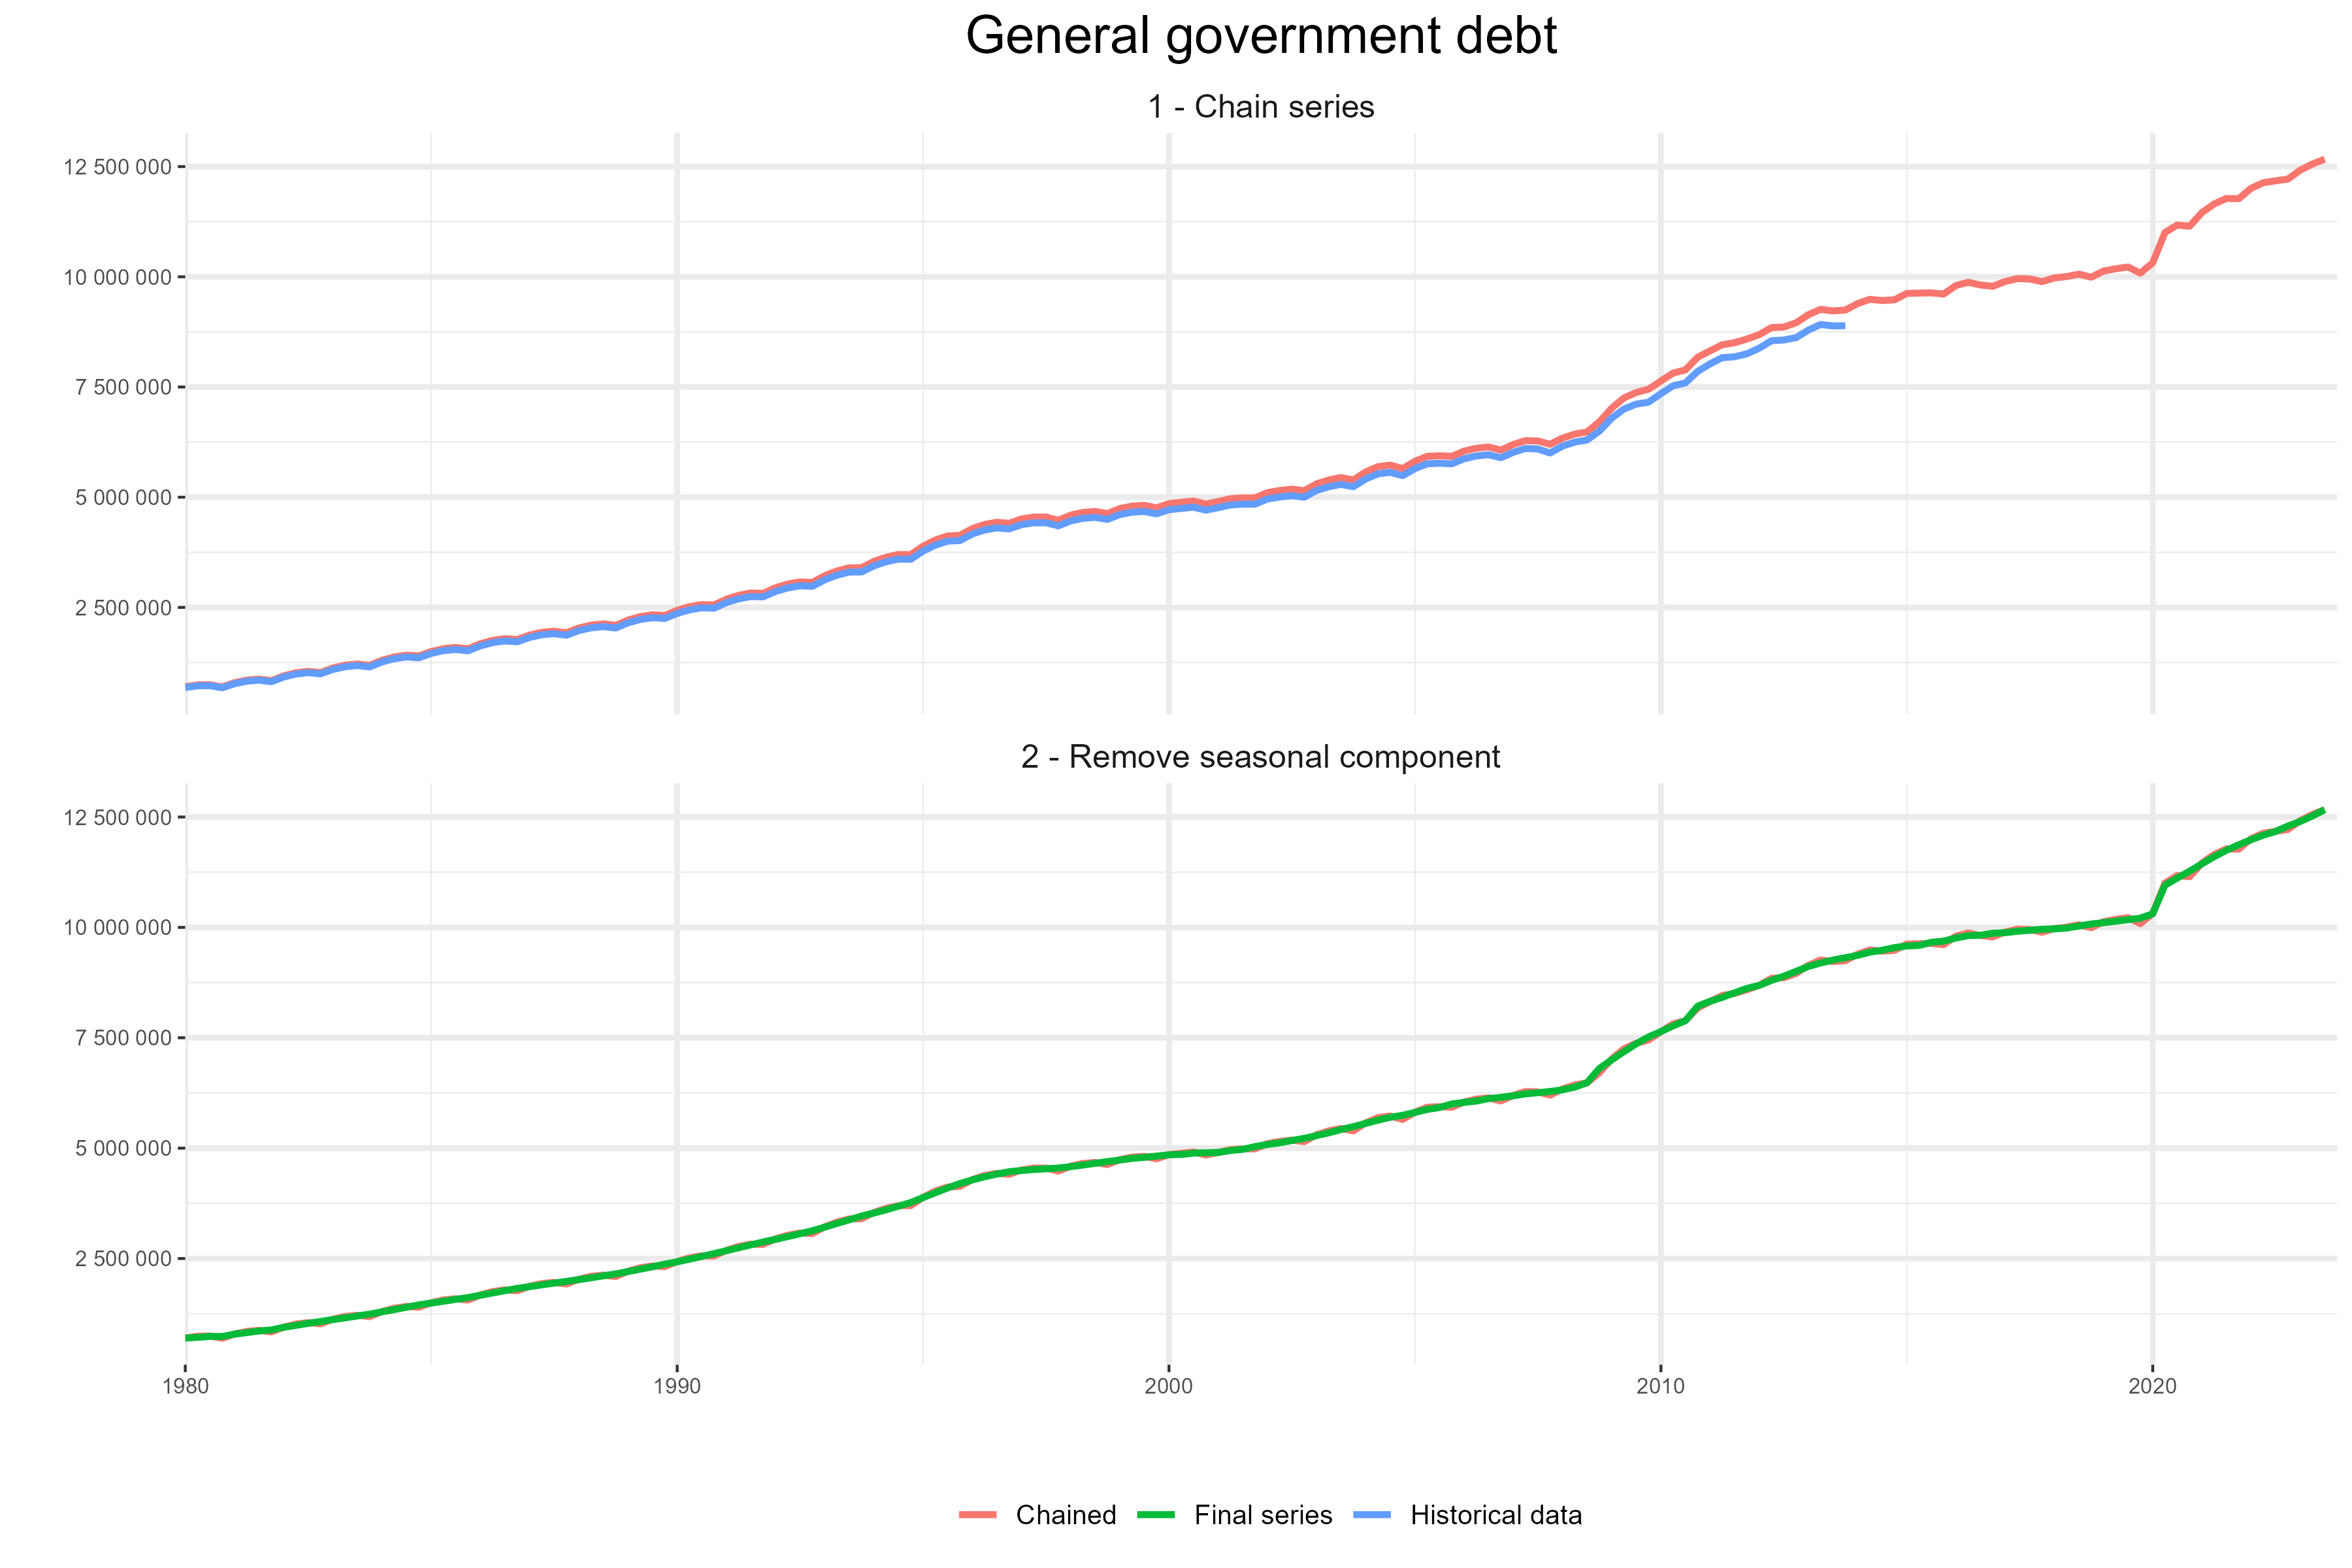 General government debt
1 - Chain series
12 500 000
10 000 000
7 500 000
5 000 000
2 500 000
2 - Remove seasonal component
12 500 000
10 000 000
7 500 000
5 000 000
2 500 000
1980 1990 2000 2010 2020
Chained Final series Historical data